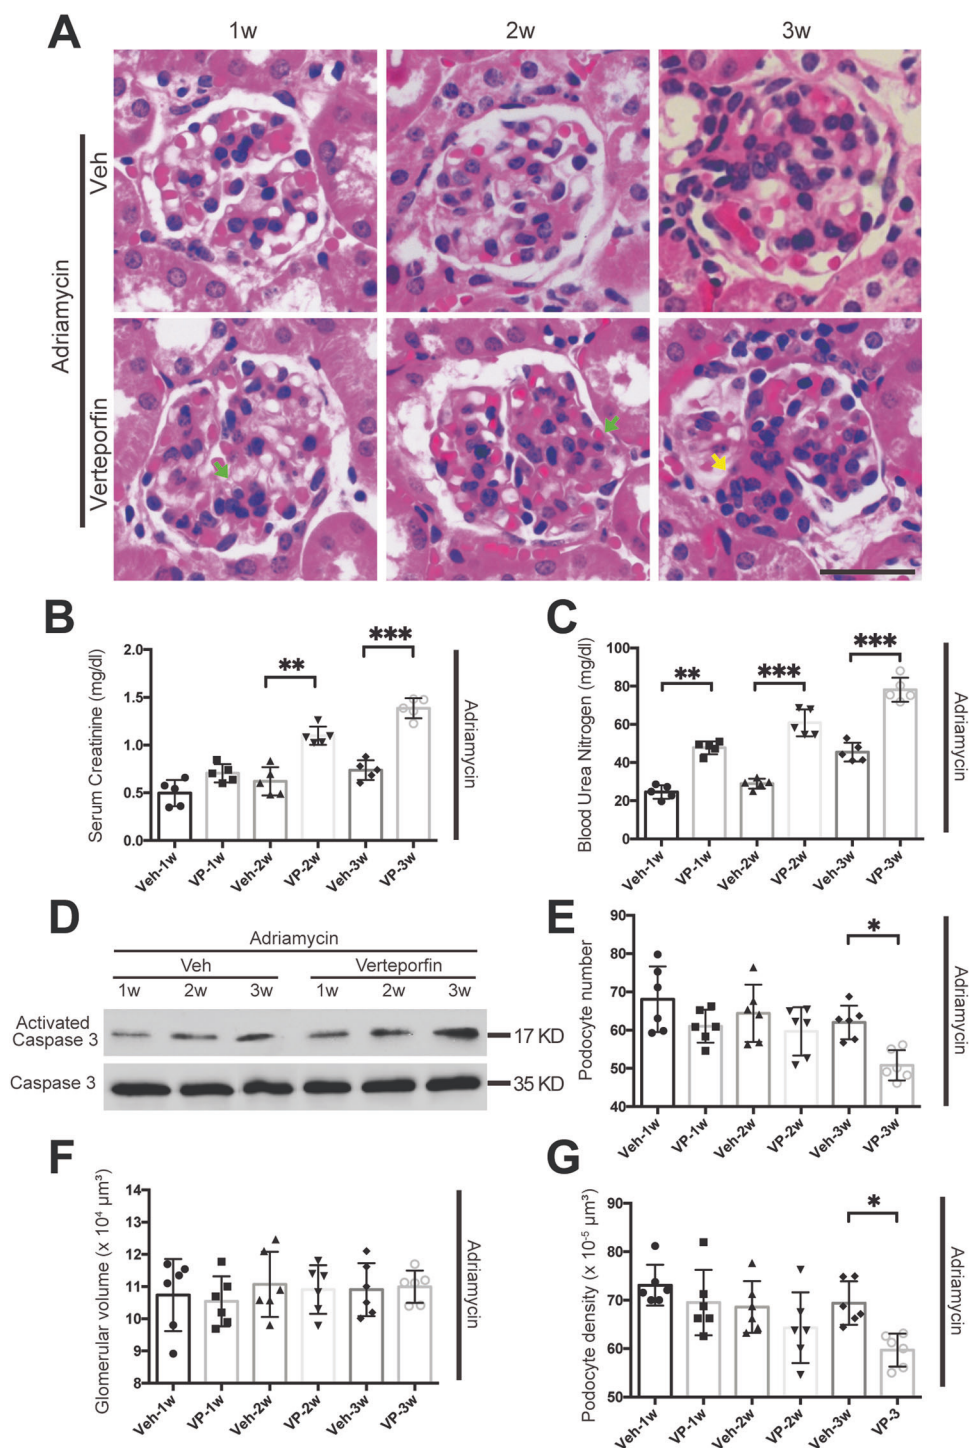 A
1w 2w 3w
Adriamycin
Veh
Verteporfin
B
Serum Creatinine (mg/dl)
2.0
1.5
1.0
0.5
0.0
** ***
Veh-1w VP-1w Veh-2w VP-2w Veh-3w VP-3w
Adriamycin
C
Blood Urea Nitrogen (mg/dl)
100
80
60
40
20
0
** *** ***
Veh-1w VP-1w Veh-2w VP-2w Veh-3w VP-3w
Adriamycin
D
Adriamycin
Veh Verteporfin
1w 2w 3w 1w 2w 3w
Activated
Caspase 3
17 KD
Caspase 3
35 KD
E
Podocyte number
90
80
70
60
50
40
*
Veh-1w VP-1w Veh-2w VP-2w Veh-3w VP-3w
Adriamycin
F
Glomerular volume (x 10⁴ µm³)
14
13
12
11
10
9
8
Veh-1w VP-1w Veh-2w VP-2w Veh-3w VP-3w
Adriamycin
G
Podocyte density (x 10⁻⁵ µm³)
90
80
70
60
50
*
Veh-1w VP-1w Veh-2w VP-2w Veh-3w VP-3
Adriamycin